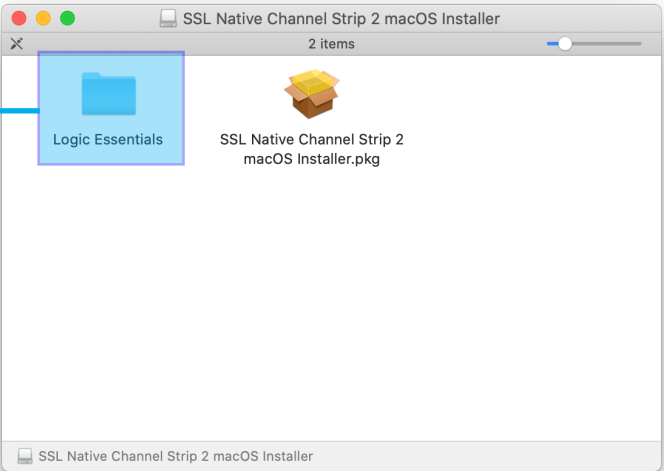 SSL Native Channel Strip 2 macOS Installer
2 items
Logic Essentials
SSL Native Channel Strip 2
macOS Installer.pkg
SSL Native Channel Strip 2 macOS Installer